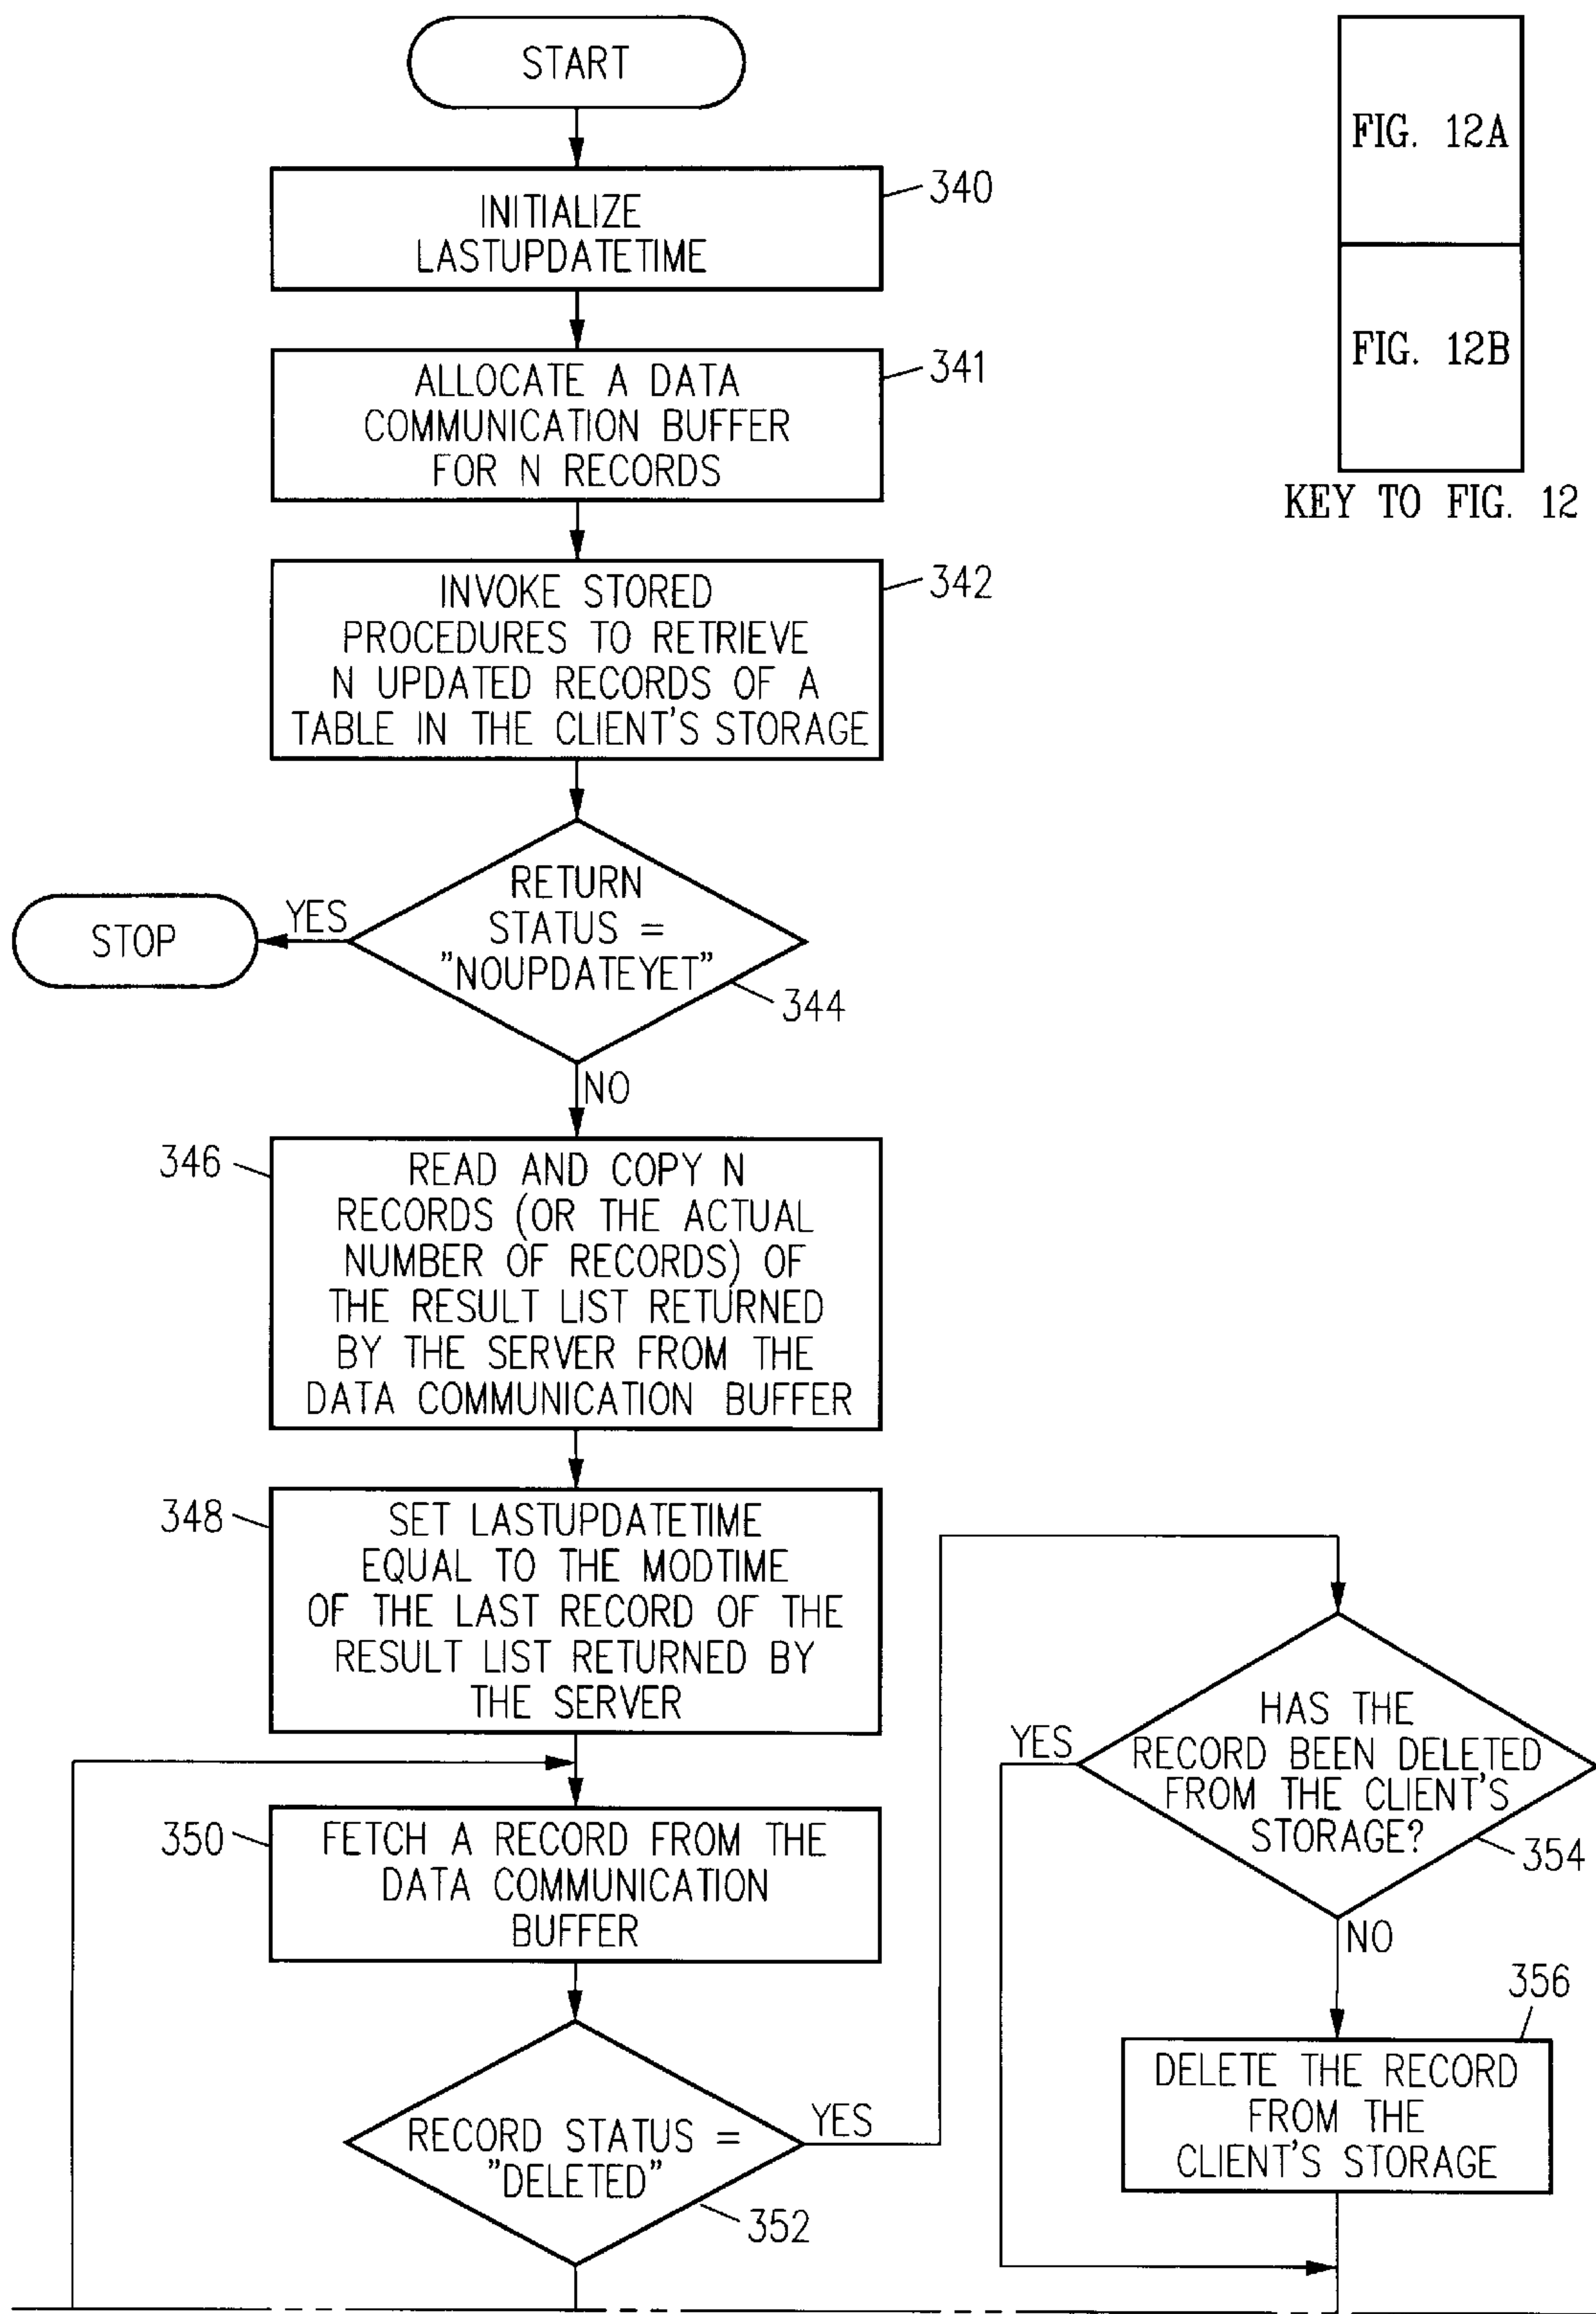 START
FIG. 12A
FIG. 12B
KEY TO FIG. 12
INITIALIZE
LASTUPDATETIME
340
ALLOCATE A DATA
COMMUNICATION BUFFER
FOR N RECORDS
341
INVOKE STORED
PROCEDURES TO RETRIEVE
N UPDATED RECORDS OF A
TABLE IN THE CLIENT'S STORAGE
342
RETURN
STATUS =
"NOUPDATEYET"
344
YES
STOP
NO
346
READ AND COPY N
RECORDS (OR THE ACTUAL
NUMBER OF RECORDS) OF
THE RESULT LIST RETURNED
BY THE SERVER FROM THE
DATA COMMUNICATION BUFFER
348
SET LASTUPDATETIME
EQUAL TO THE MODTIME
OF THE LAST RECORD OF THE
RESULT LIST RETURNED BY
THE SERVER
350
FETCH A RECORD FROM THE
DATA COMMUNICATION
BUFFER
RECORD STATUS =
"DELETED"
352
YES
HAS THE
RECORD BEEN DELETED
FROM THE CLIENT'S
STORAGE?
354
YES
NO
356
DELETE THE RECORD
FROM THE
CLIENT'S STORAGE